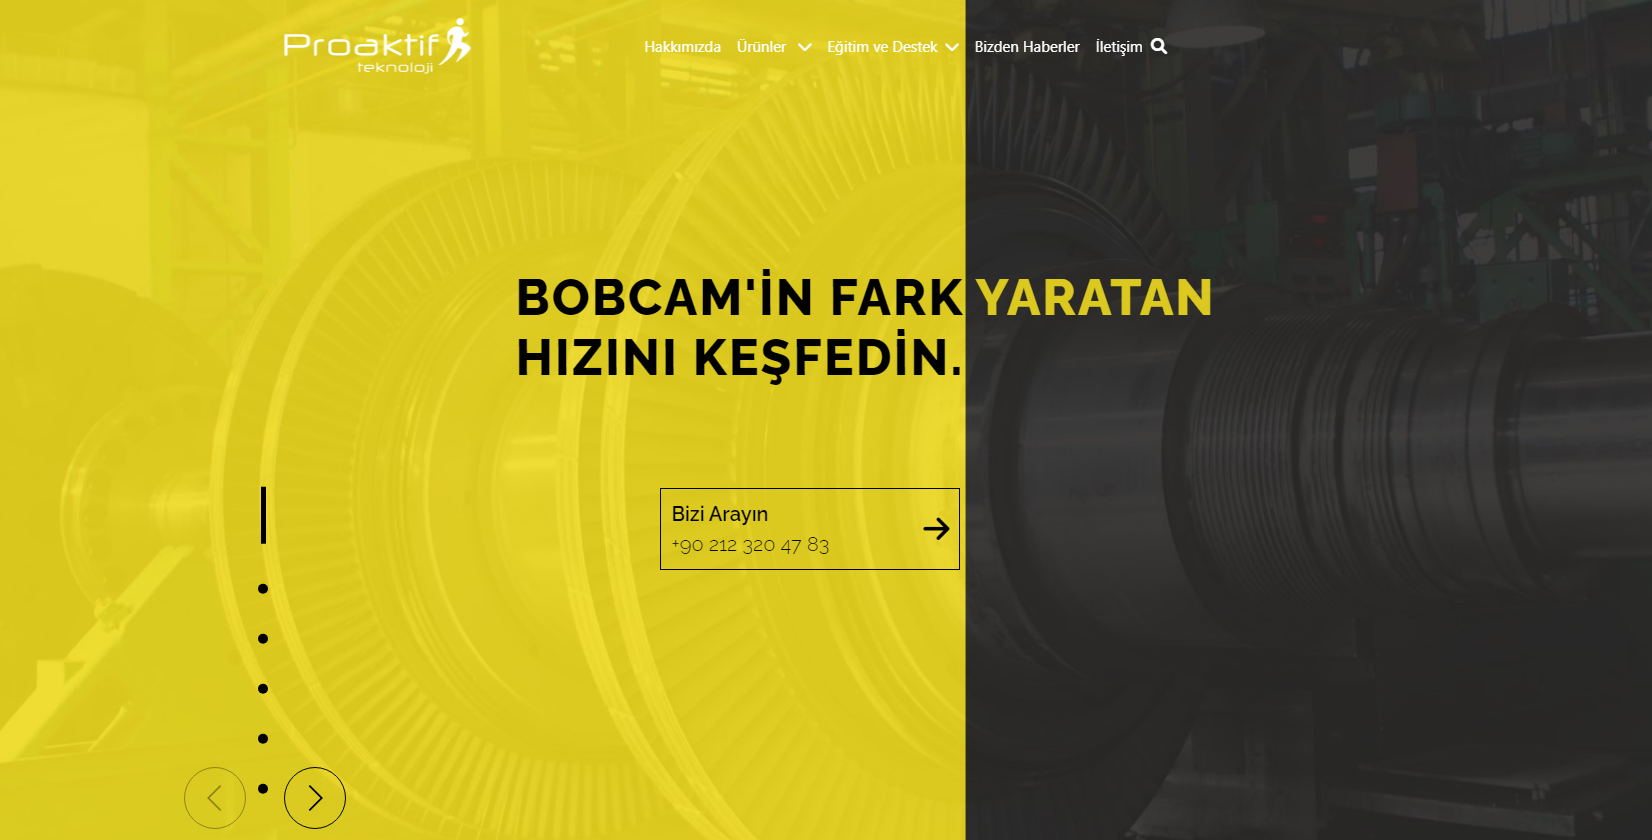 Proaktif
teknoloji
Hakkımızda Ürünler Eğitim ve Destek Bizden Haberler İletişim
BOBCAM'İN FARK YARATAN
HIZINI KEŞFEDİN.
Bizi Arayın
+90 212 320 47 83